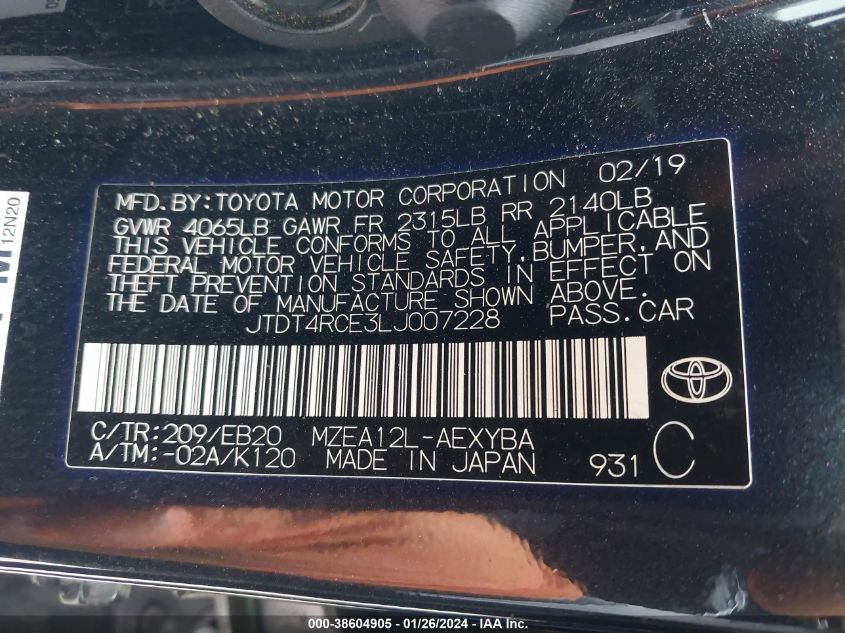 MFD. BY: TOYOTA MOTOR CORPORATION 02/19
GVWR 4065LB GAWR FR 2315LB RR 2140LB
THIS VEHICLE CONFORMS TO ALL APPLICABLE
FEDERAL MOTOR VEHICLE SAFETY, BUMPER, AND
THEFT PREVENTION STANDARDS IN EFFECT ON
THE DATE OF MANUFACTURE SHOWN ABOVE.
JTDT4RCE3LJ007228 PASS. CAR
C/TR: 209/EB20 MZEA12L-AEXYBA
A/TM: -02A/K120 MADE IN JAPAN 931 C
12N20
000-38604905 - 01/26/2024 - IAAI.com